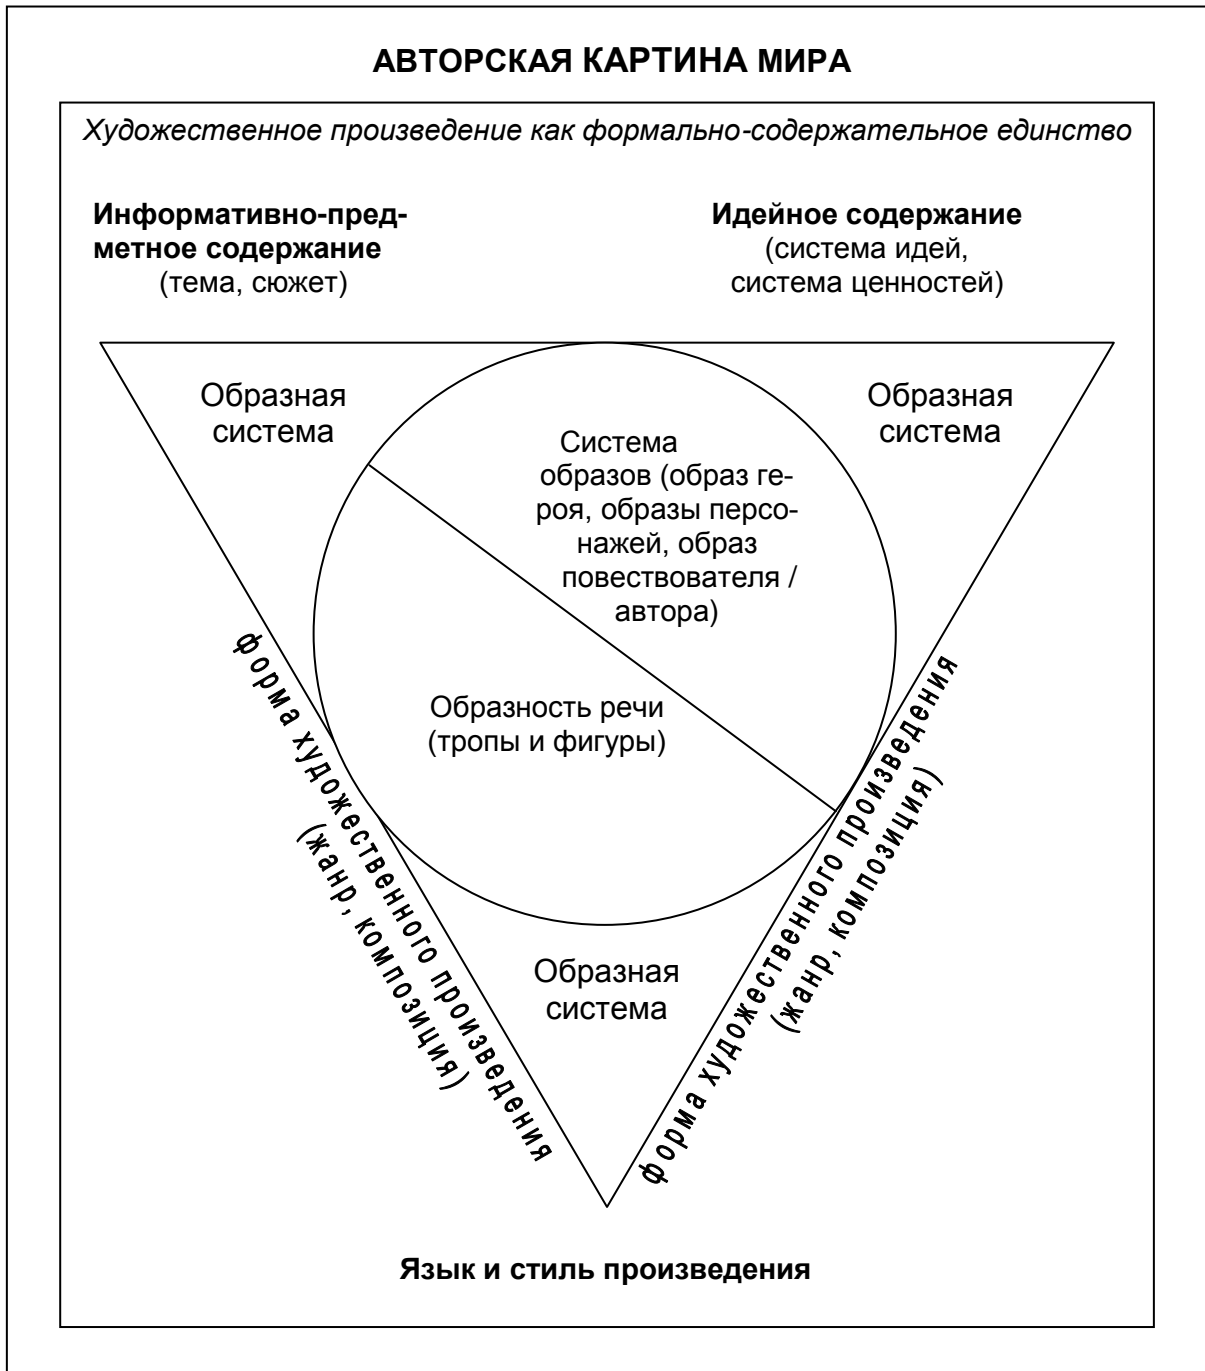 АВТОРСКАЯ КАРТИНА МИРА
Художественное произведение как формально-содержательное единство
Информативно-пред-
метное содержание
(тема, сюжет)
Идейное содержание
(система идей,
система ценностей)
Образная
система
Образная
система
Система
образов (образ ге-
роя, образы персо-
нажей, образ
повествователя /
автора)
Образность речи
(тропы и фигуры)
форма художественного произведения
(жанр, композиция)
форма художественного произведения
(жанр, композиция)
Образная
система
Язык и стиль произведения